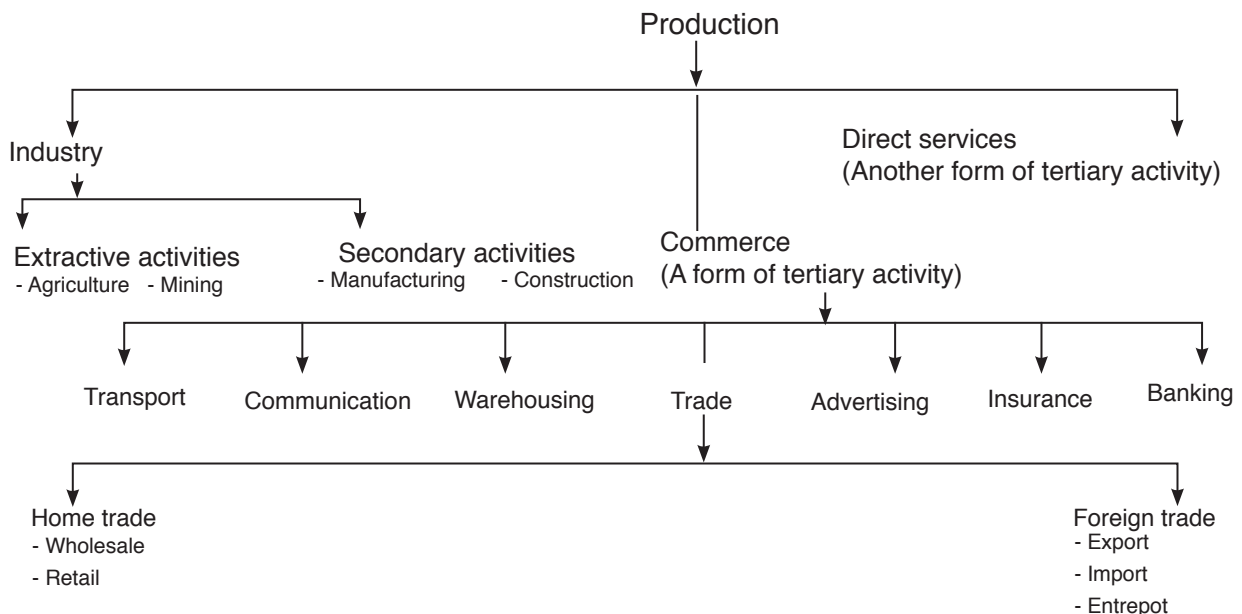 Production
Industry
Direct services
(Another form of tertiary activity)
Extractive activities
- Agriculture - Mining
Secondary activities
- Manufacturing - Construction
Commerce
(A form of tertiary activity)
Transport
Communication
Warehousing
Trade
Advertising
Insurance
Banking
Home trade
- Wholesale
- Retail
Foreign trade
- Export
- Import
- Entrepot